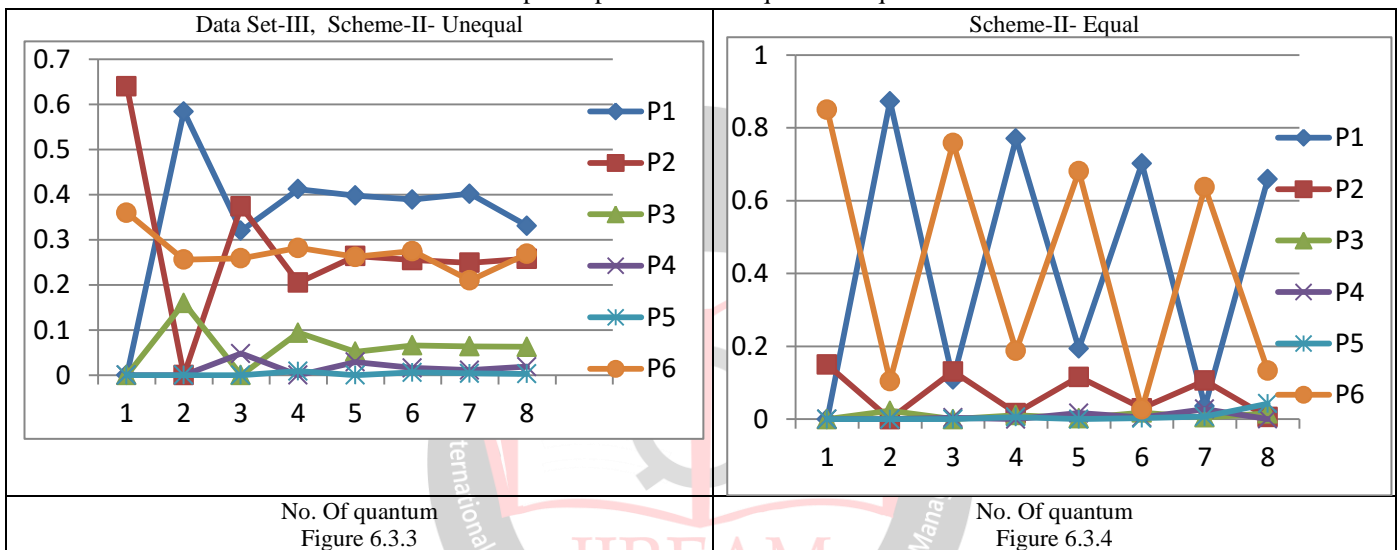 Data Set-III, Scheme-II- Unequal
0.7
0.6
0.5
0.4
0.3
0.2
0.1
0
1 2 3 4 5 6 7 8
P1
P2
P3
P4
P5
P6
No. Of quantum
Figure 6.3.3
Scheme-II- Equal
1
0.8
0.6
0.4
0.2
0
1 2 3 4 5 6 7 8
P1
P2
P3
P4
P5
P6
No. Of quantum
Figure 6.3.4